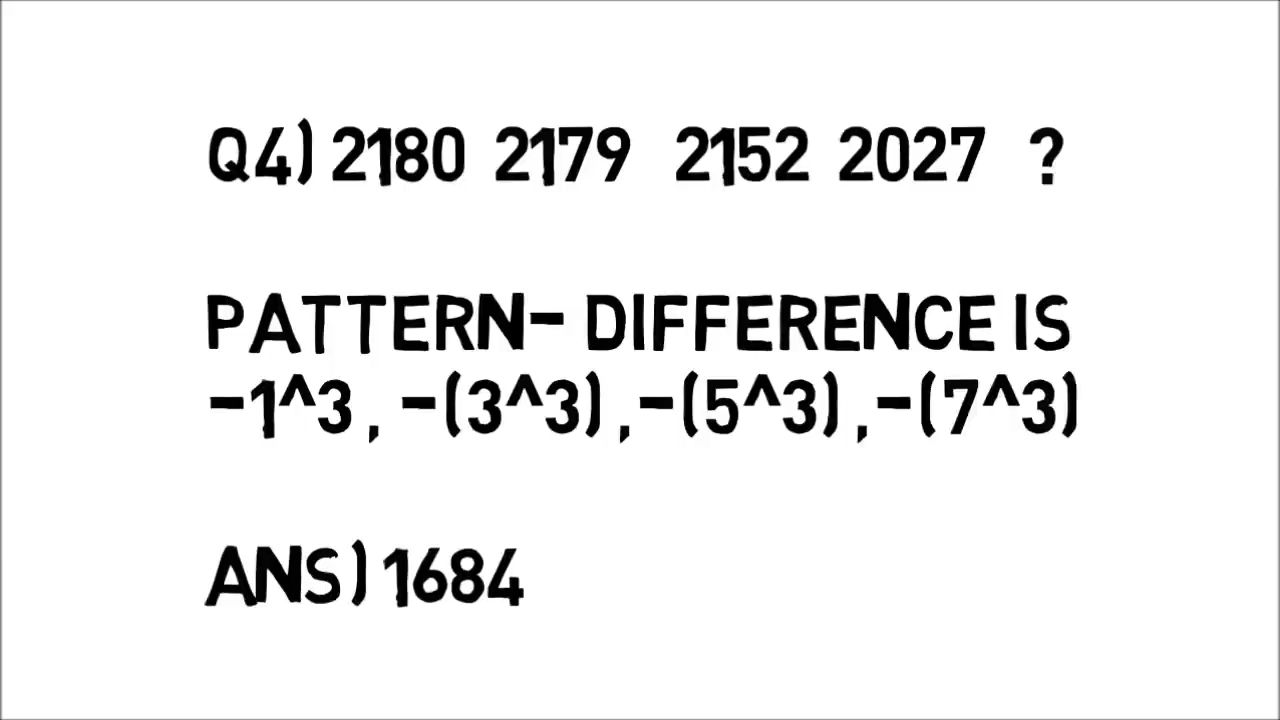 Q4) 2180 2179 2152 2027 ?
PATTERN- DIFFERENCE IS
-1^3, -(3^3),-(5^3),-(7^3)
ANS) 1684